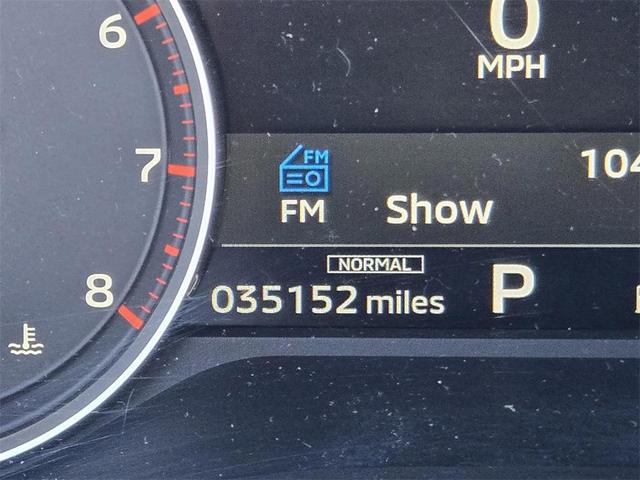 6
0
MPH
7
FM
104
FM
Show
NORMAL
8
035152 miles
P